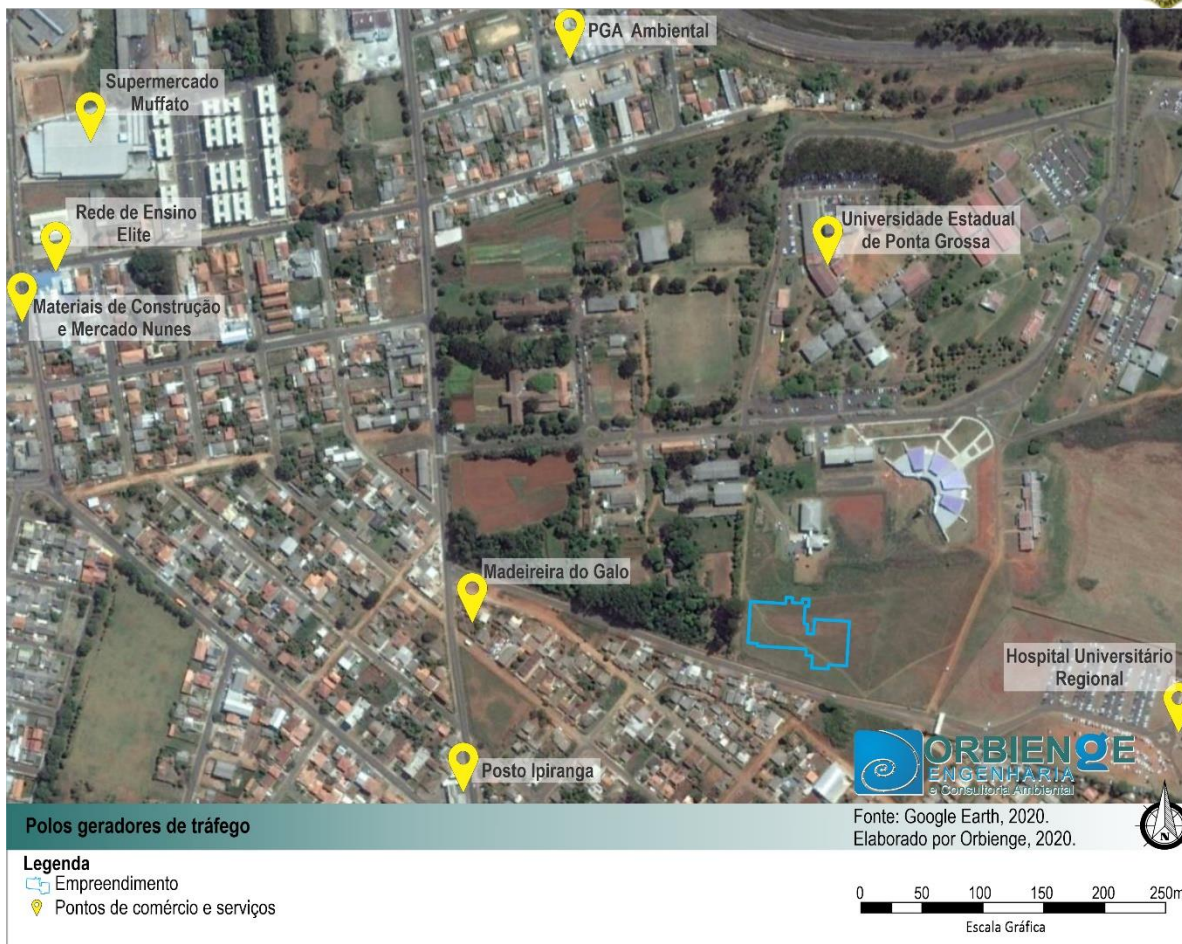 PGA Ambiental
Supermercado
Muffato
Rede de Ensino
Elite
Universidade Estadual
de Ponta Grossa
Materiais de Construção
e Mercado Nunes
Madeireira do Galo
Hospital Universitário
Regional
Posto Ipiranga
ORBIENGE
ENGENHARIA
e Consultoria Ambiental
Polos geradores de tráfego
Fonte: Google Earth, 2020.
Elaborado por Orbienge, 2020.
N
Legenda
Empreendimento
Pontos de comércio e serviços
0 50 100 150 200 250m
Escala Gráfica